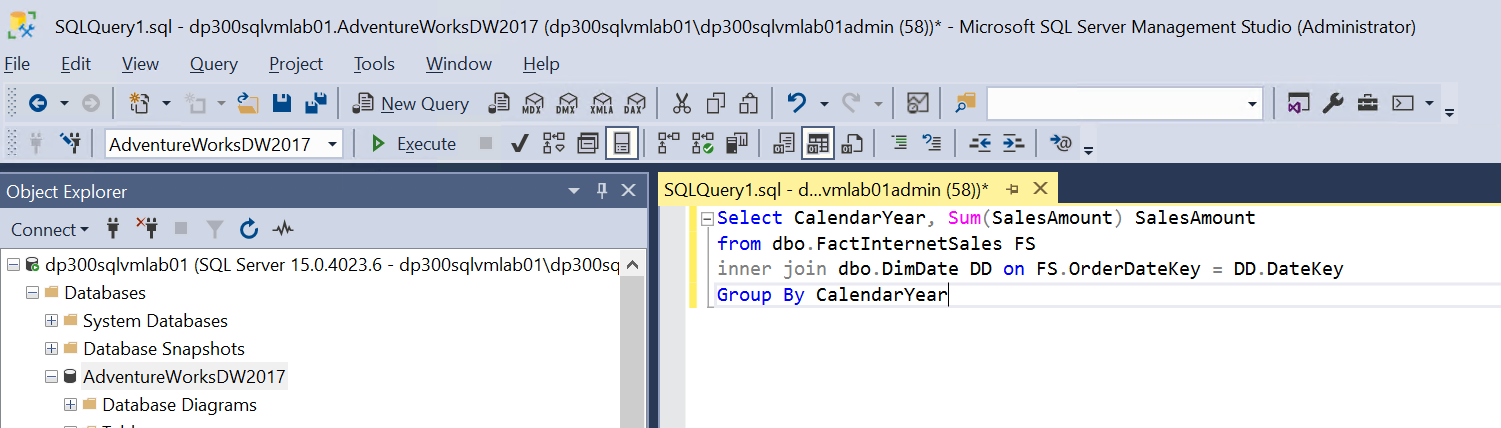 SQLQuery1.sql - dp300sqlvmlab01.AdventureWorksDW2017 (dp300sqlvmlab01\dp300sqlvmlab01admin (58))* - Microsoft SQL Server Management Studio (Administrator)
File Edit View Query Project Tools Window Help
New Query MDX DMX XMLA DAX
AdventureWorksDW2017 Execute
Object Explorer
SQLQuery1.sql - d...vmlab01admin (58))*
Connect
dp300sqlvmlab01 (SQL Server 15.0.4023.6 - dp300sqlvmlab01\dp300sq
Databases
System Databases
Database Snapshots
AdventureWorksDW2017
Database Diagrams
Select CalendarYear, Sum(SalesAmount) SalesAmount
from dbo.FactInternetSales FS
inner join dbo.DimDate DD on FS.OrderDateKey = DD.DateKey
Group By CalendarYear